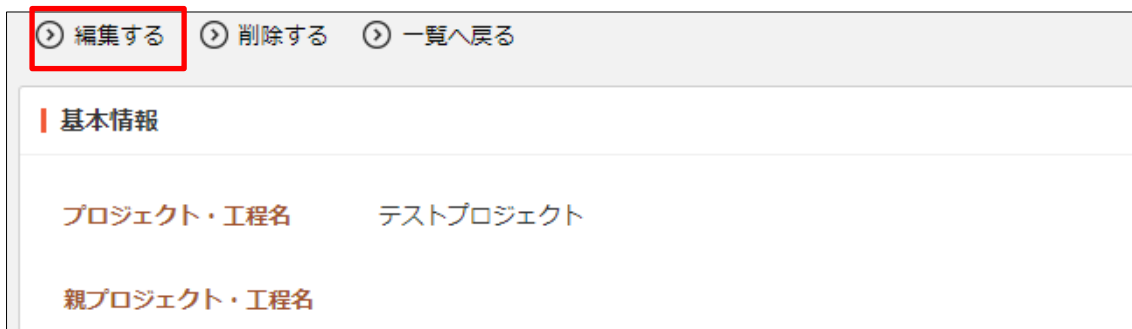 編集する 削除する 一覧へ戻る
基本情報
プロジェクト・工程名 テストプロジェクト
親プロジェクト・工程名